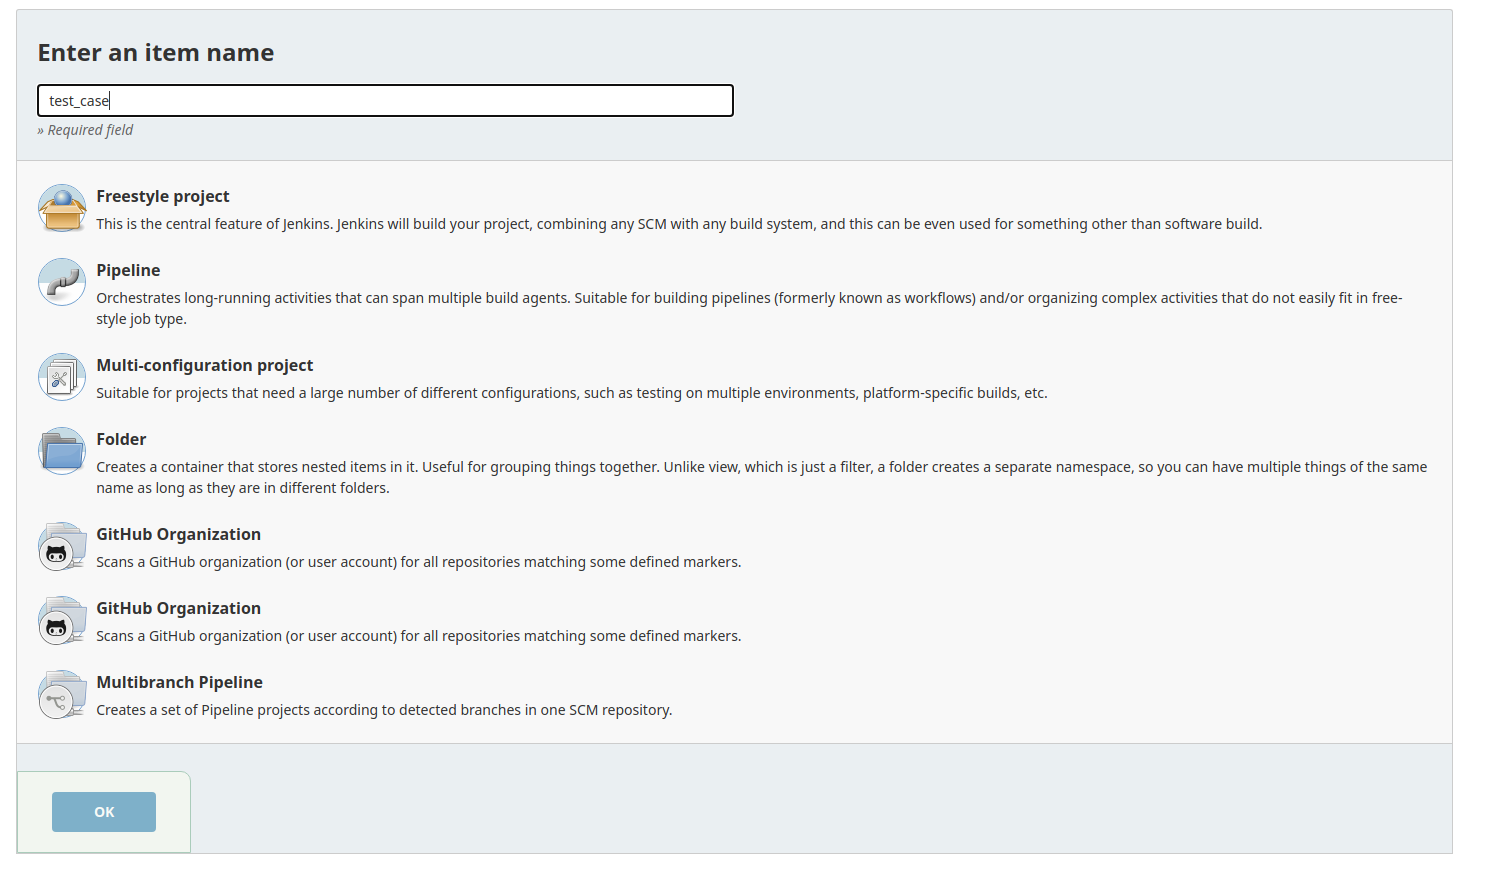 Enter an item name
test_case
» Required field
Freestyle project
This is the central feature of Jenkins. Jenkins will build your project, combining any SCM with any build system, and this can be even used for something other than software build.
Pipeline
Orchestrates long-running activities that can span multiple build agents. Suitable for building pipelines (formerly known as workflows) and/or organizing complex activities that do not easily fit in free-
style job type.
Multi-configuration project
Suitable for projects that need a large number of different configurations, such as testing on multiple environments, platform-specific builds, etc.
Folder
Creates a container that stores nested items in it. Useful for grouping things together. Unlike view, which is just a filter, a folder creates a separate namespace, so you can have multiple things of the same
name as long as they are in different folders.
GitHub Organization
Scans a GitHub organization (or user account) for all repositories matching some defined markers.
GitHub Organization
Scans a GitHub organization (or user account) for all repositories matching some defined markers.
Multibranch Pipeline
Creates a set of Pipeline projects according to detected branches in one SCM repository.
OK